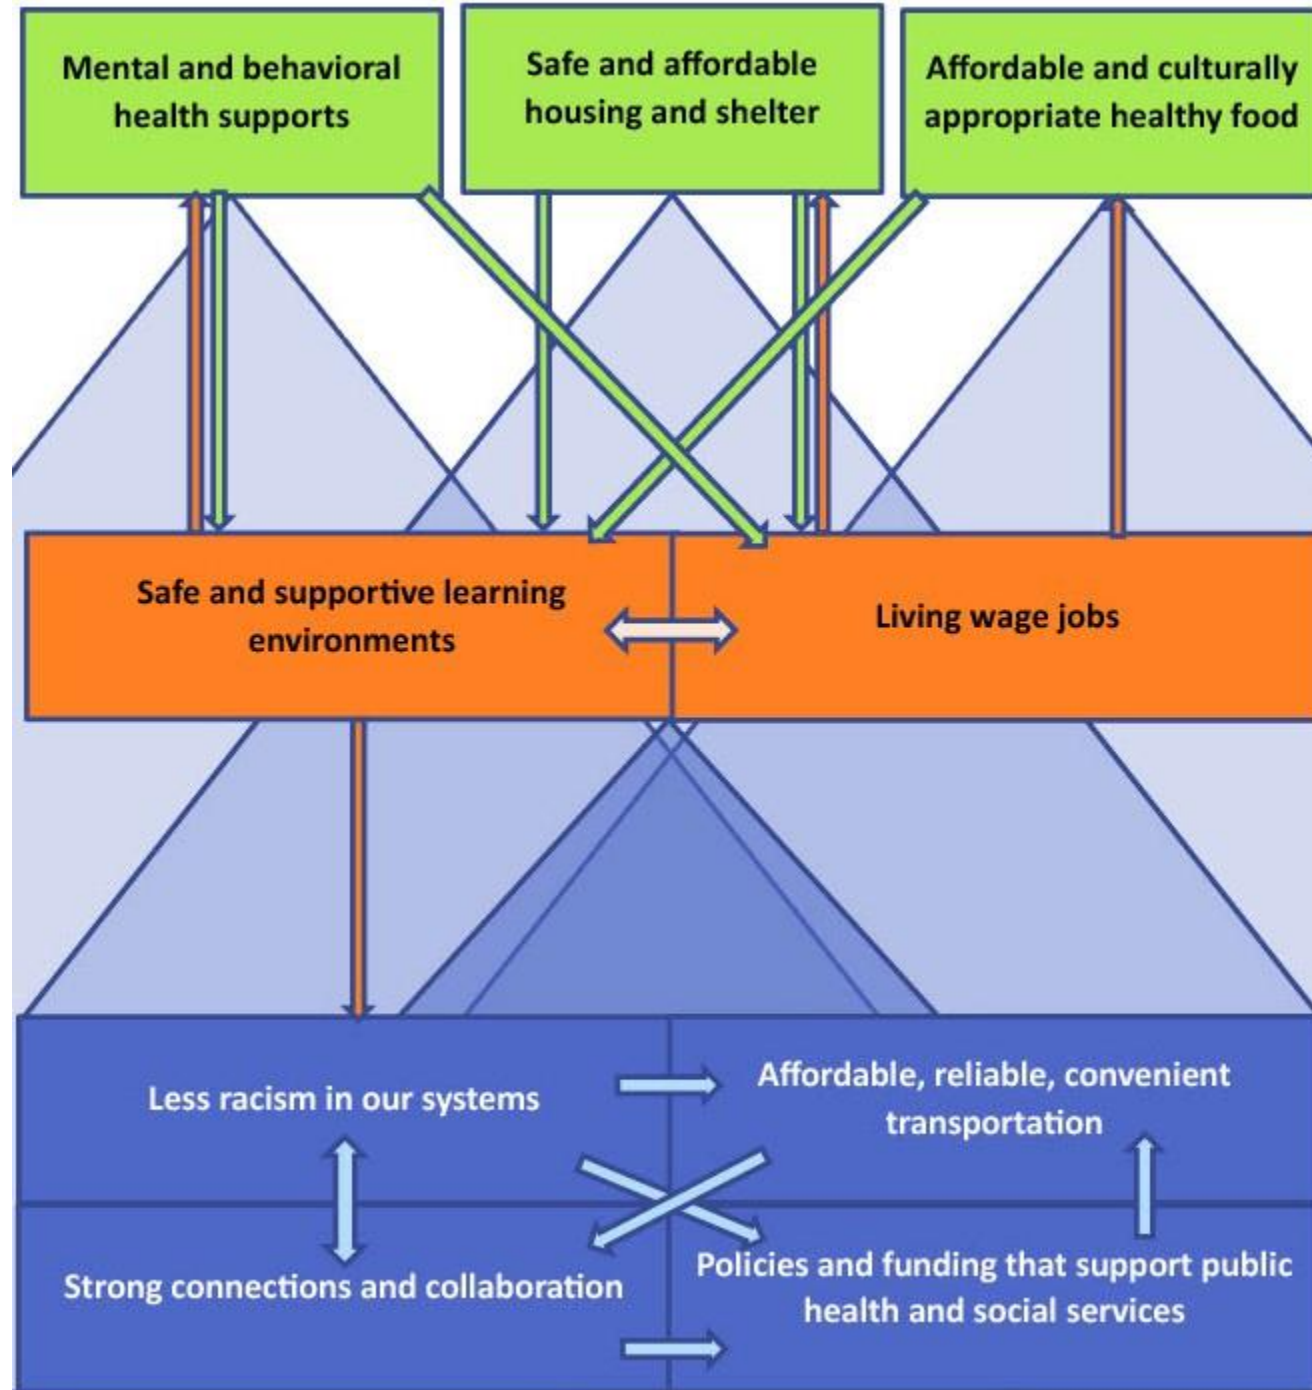 Mental and behavioral
health supports
Safe and affordable
housing and shelter
Affordable and culturally
appropriate healthy food
Safe and supportive learning
environments
Living wage jobs
Less racism in our systems
Affordable, reliable, convenient
transportation
Strong connections and collaboration
Policies and funding that support public
health and social services